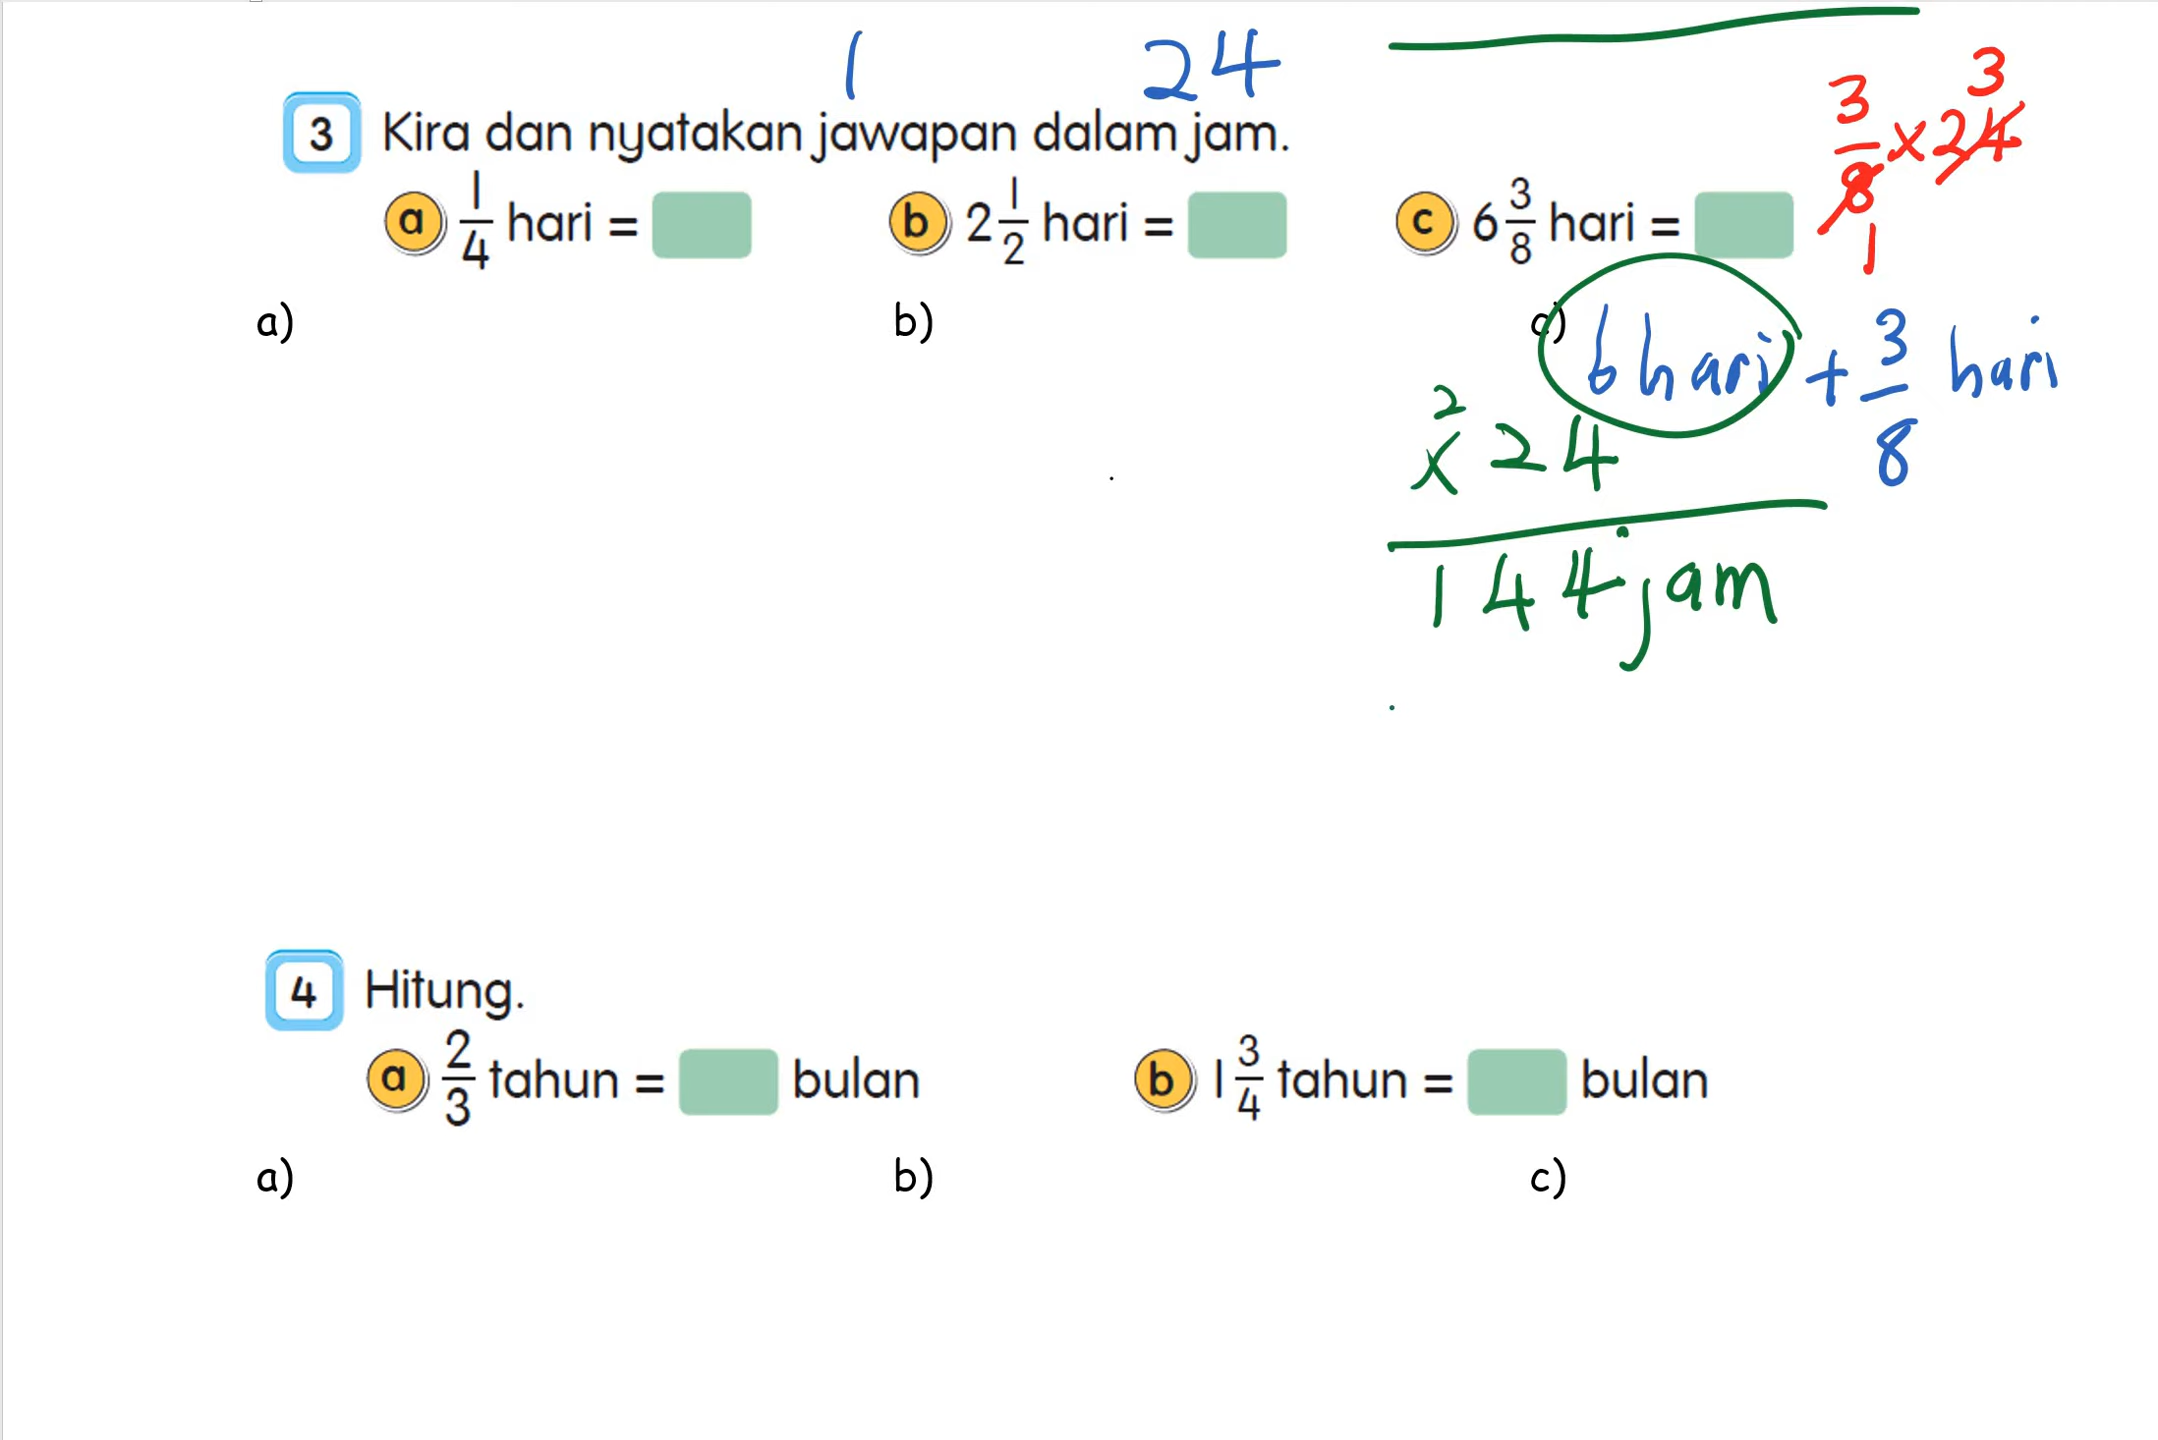 1 24
3 Kira dan nyatakan jawapan dalam jam.
3/8 × 24 3
1
a 1/4 hari =
b 2 1/2 hari =
c 6 3/8 hari =
a) b) c)
6 hari + 3/8 hari
2
× 24
144 jam
4 Hitung.
a 2/3 tahun = bulan
b 1 3/4 tahun = bulan
a) b) c)